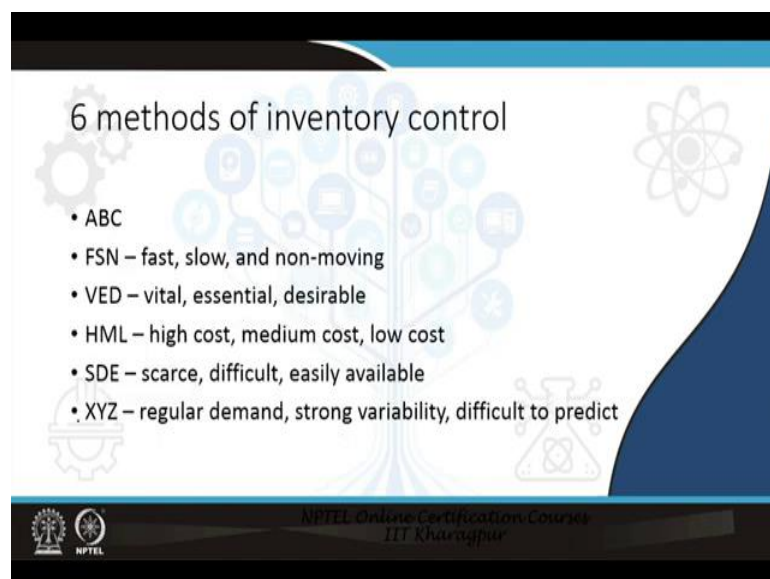 6 methods of inventory control
• ABC
• FSN – fast, slow, and non-moving
• VED – vital, essential, desirable
• HML – high cost, medium cost, low cost
• SDE – scarce, difficult, easily available
• XYZ – regular demand, strong variability, difficult to predict
NPTEL Online Certification Courses
IIT Kharagpur
NPTEL